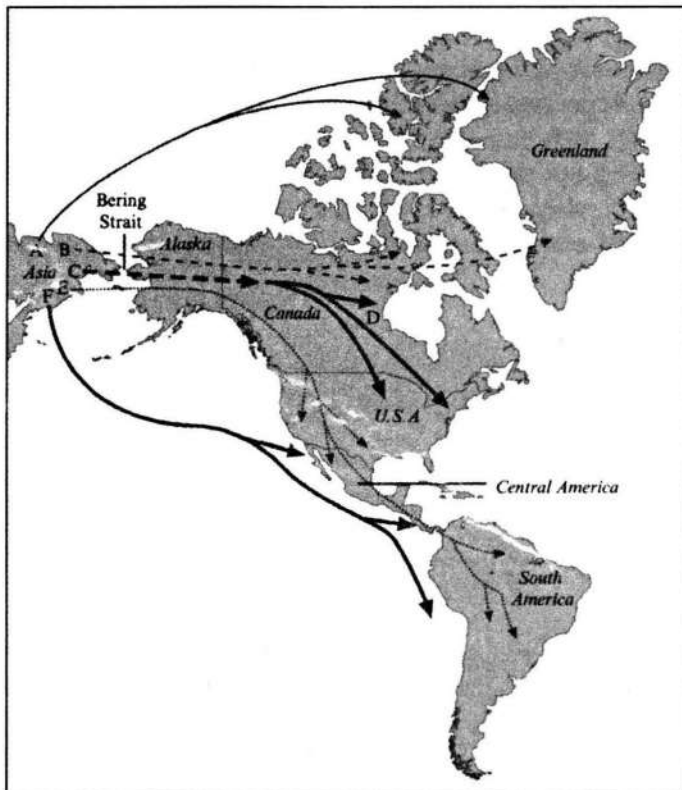 Greenland
Bering
Strait
Alaska
A
B
Asia
C
E
F
Canada
D
U.S.A
Central America
South
America